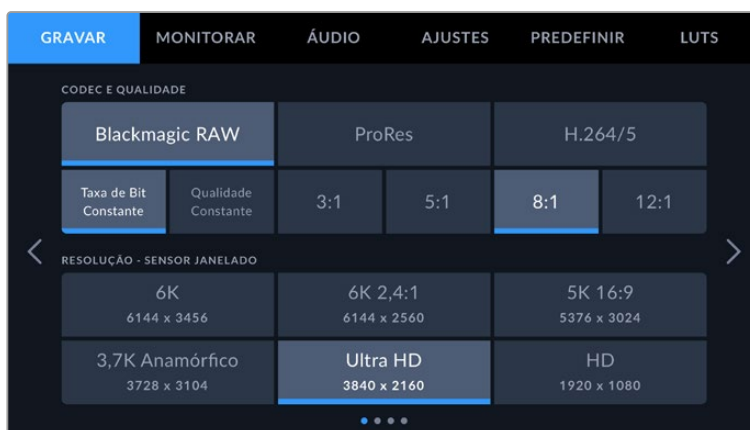 GRAVAR MONITORAR ÁUDIO AJUSTES PREDEFINIR LUTS
CODEC E QUALIDADE
Blackmagic RAW ProRes H.264/5
Taxa de Bit Constante Qualidade Constante 3:1 5:1 8:1 12:1
RESOLUÇÃO - SENSOR JANELADO
6K 6K 2,4:1 5K 16:9
6144 x 3456 6144 x 2560 5376 x 3024
3,7K Anamórfico Ultra HD HD
3728 x 3104 3840 x 2160 1920 x 1080